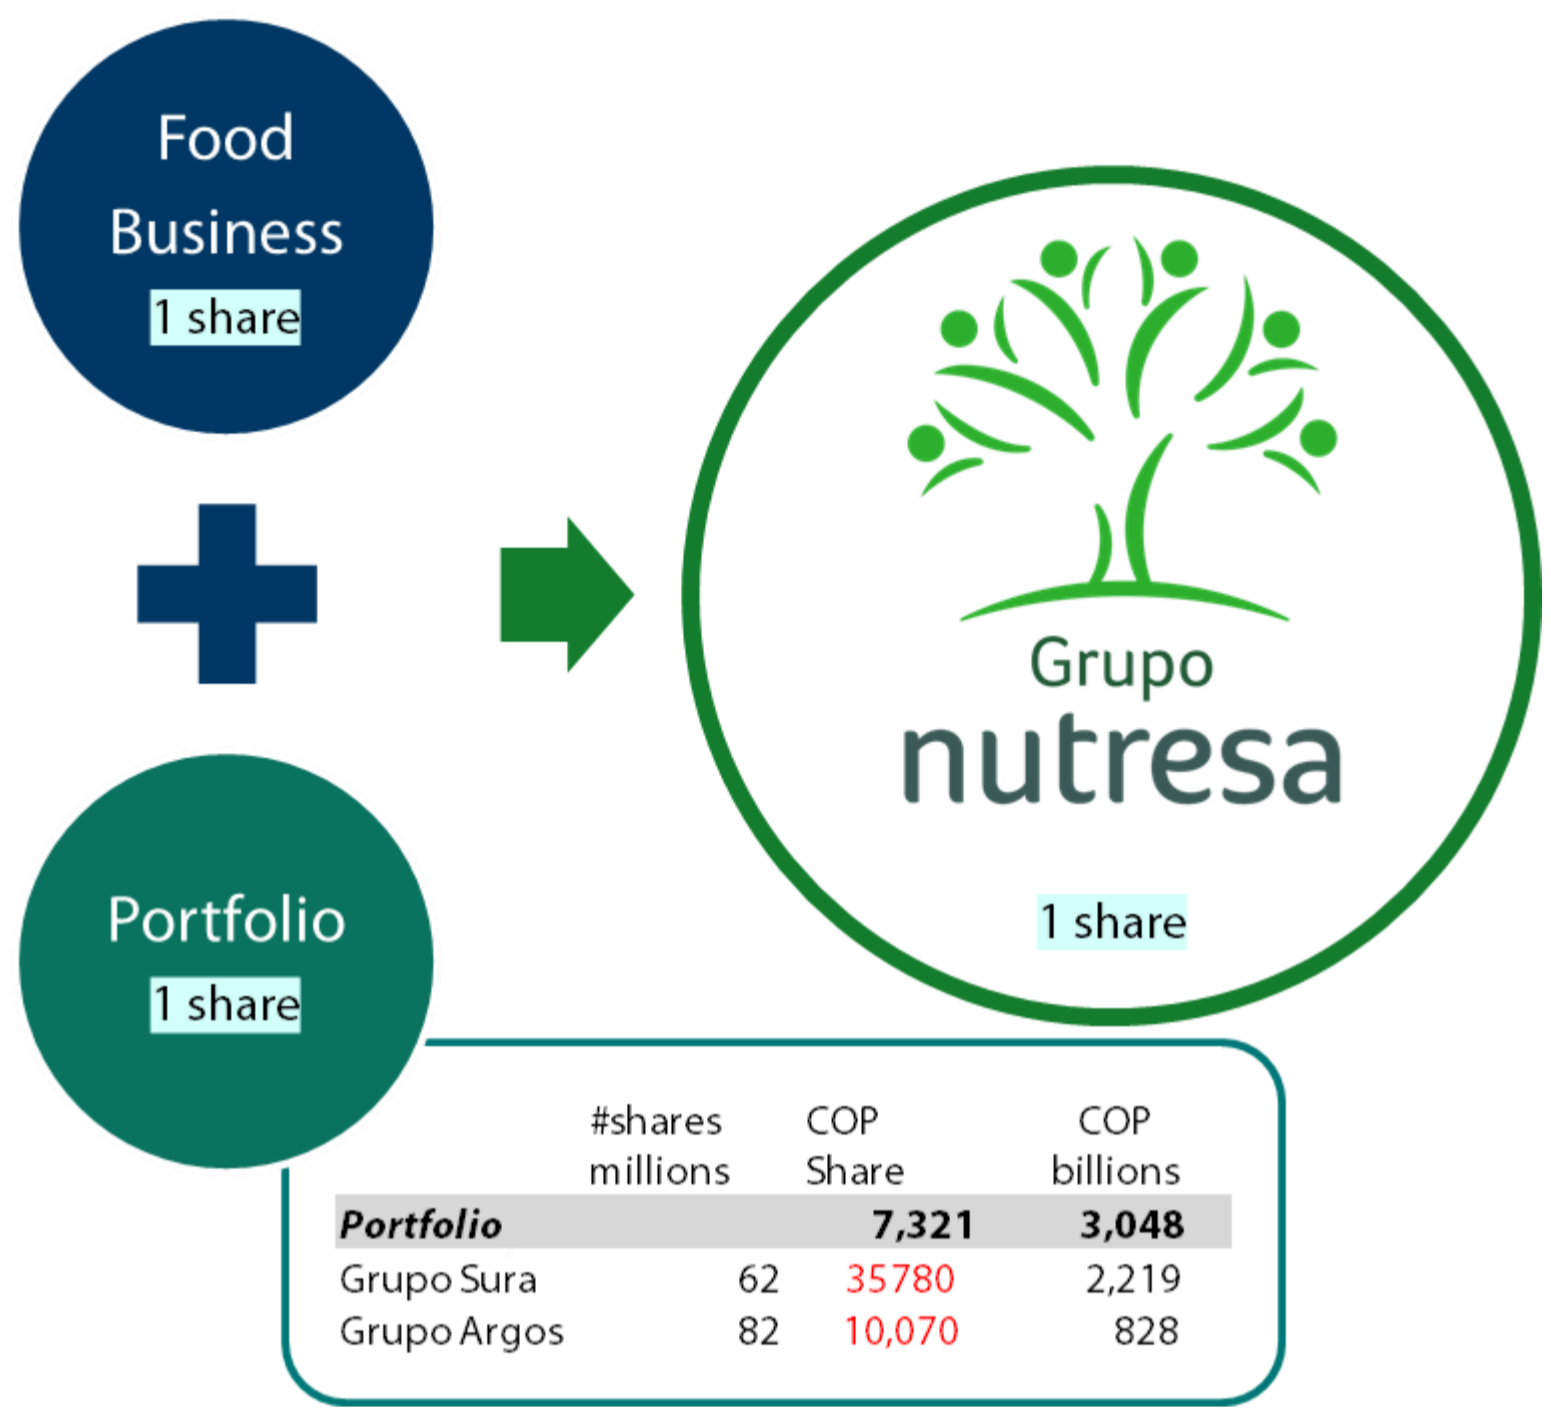 Food
Business
1 share
Portfolio
1 share
Grupo
nutresa
1 share
#shares millions COP Share COP billions
Portfolio 7,321 3,048
Grupo Sura 62 35780 2,219
Grupo Argos 82 10,070 828